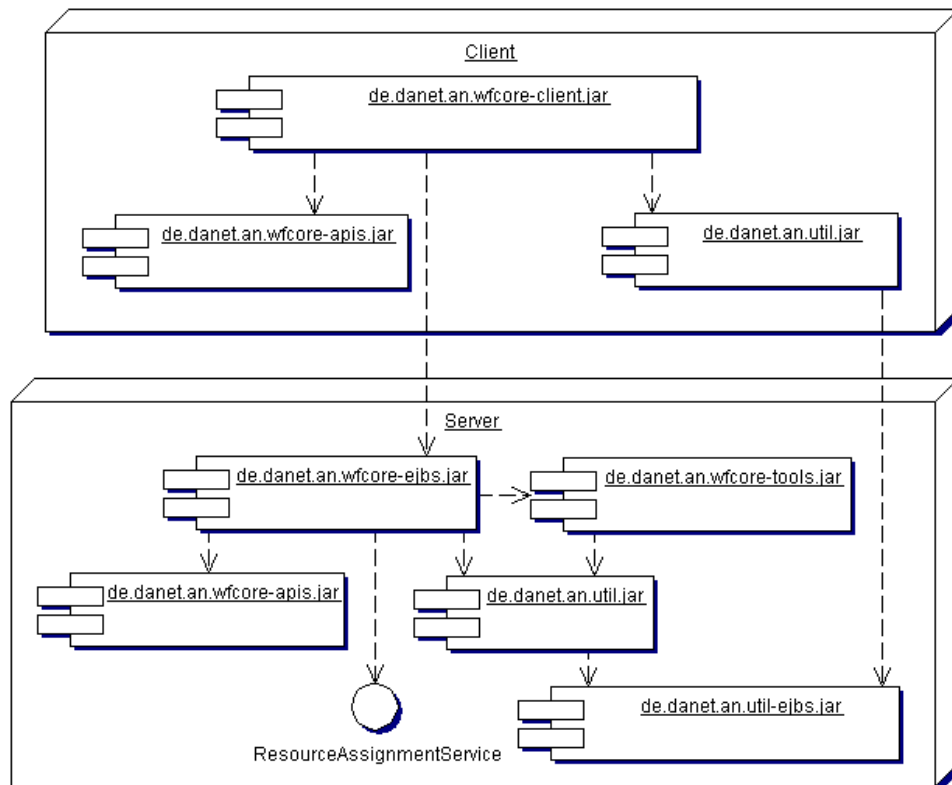 Client
de.danet.an.wfcore-client.jar
de.danet.an.wfcore-apis.jar
de.danet.an.util.jar
Server
de.danet.an.wfcore-ejbs.jar
de.danet.an.wfcore-tools.jar
de.danet.an.wfcore-apis.jar
de.danet.an.util.jar
de.danet.an.util-ejbs.jar
ResourceAssignmentService